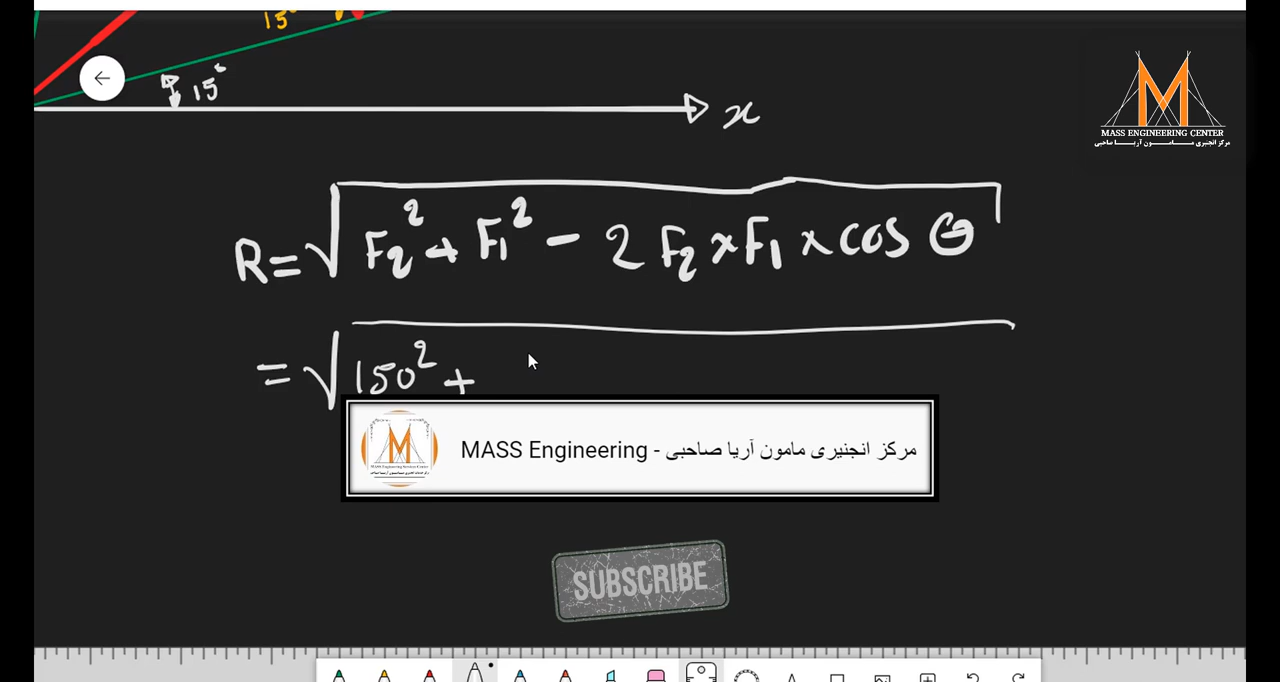 15°
15°
x
MASS ENGINEERING CENTER
مرکز انجنیری مامون آریا صاحبی
R=√F₂² + F₁² - 2 F₂ × F₁ × cos θ
= √150² +
MASS Engineering - مرکز انجنیری مامون آریا صاحبی
SUBSCRIBE